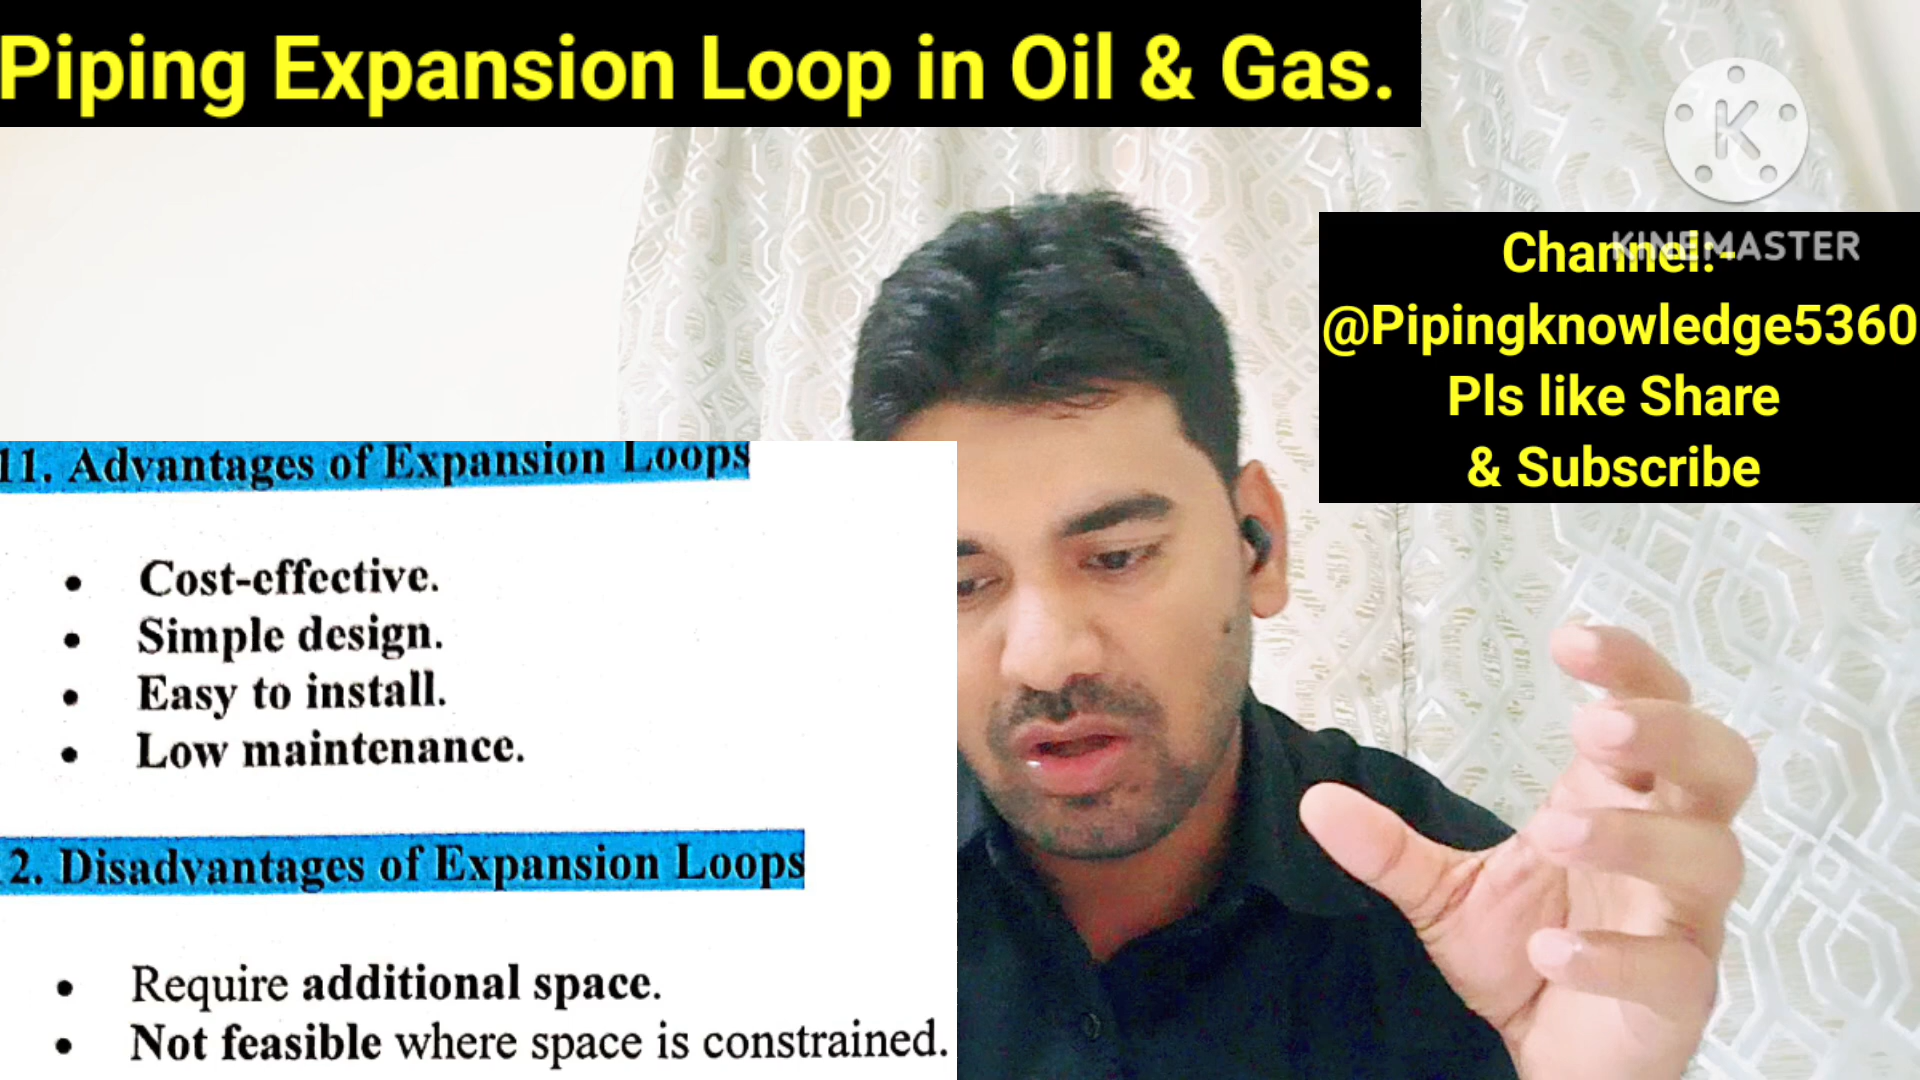 Piping Expansion Loop in Oil & Gas.
K
KINEMASTER
Channel:-
@Pipingknowledge5360
Pls like Share
& Subscribe
11. Advantages of Expansion Loops
• Cost-effective.
• Simple design.
• Easy to install.
• Low maintenance.
2. Disadvantages of Expansion Loops
• Require additional space.
• Not feasible where space is constrained.